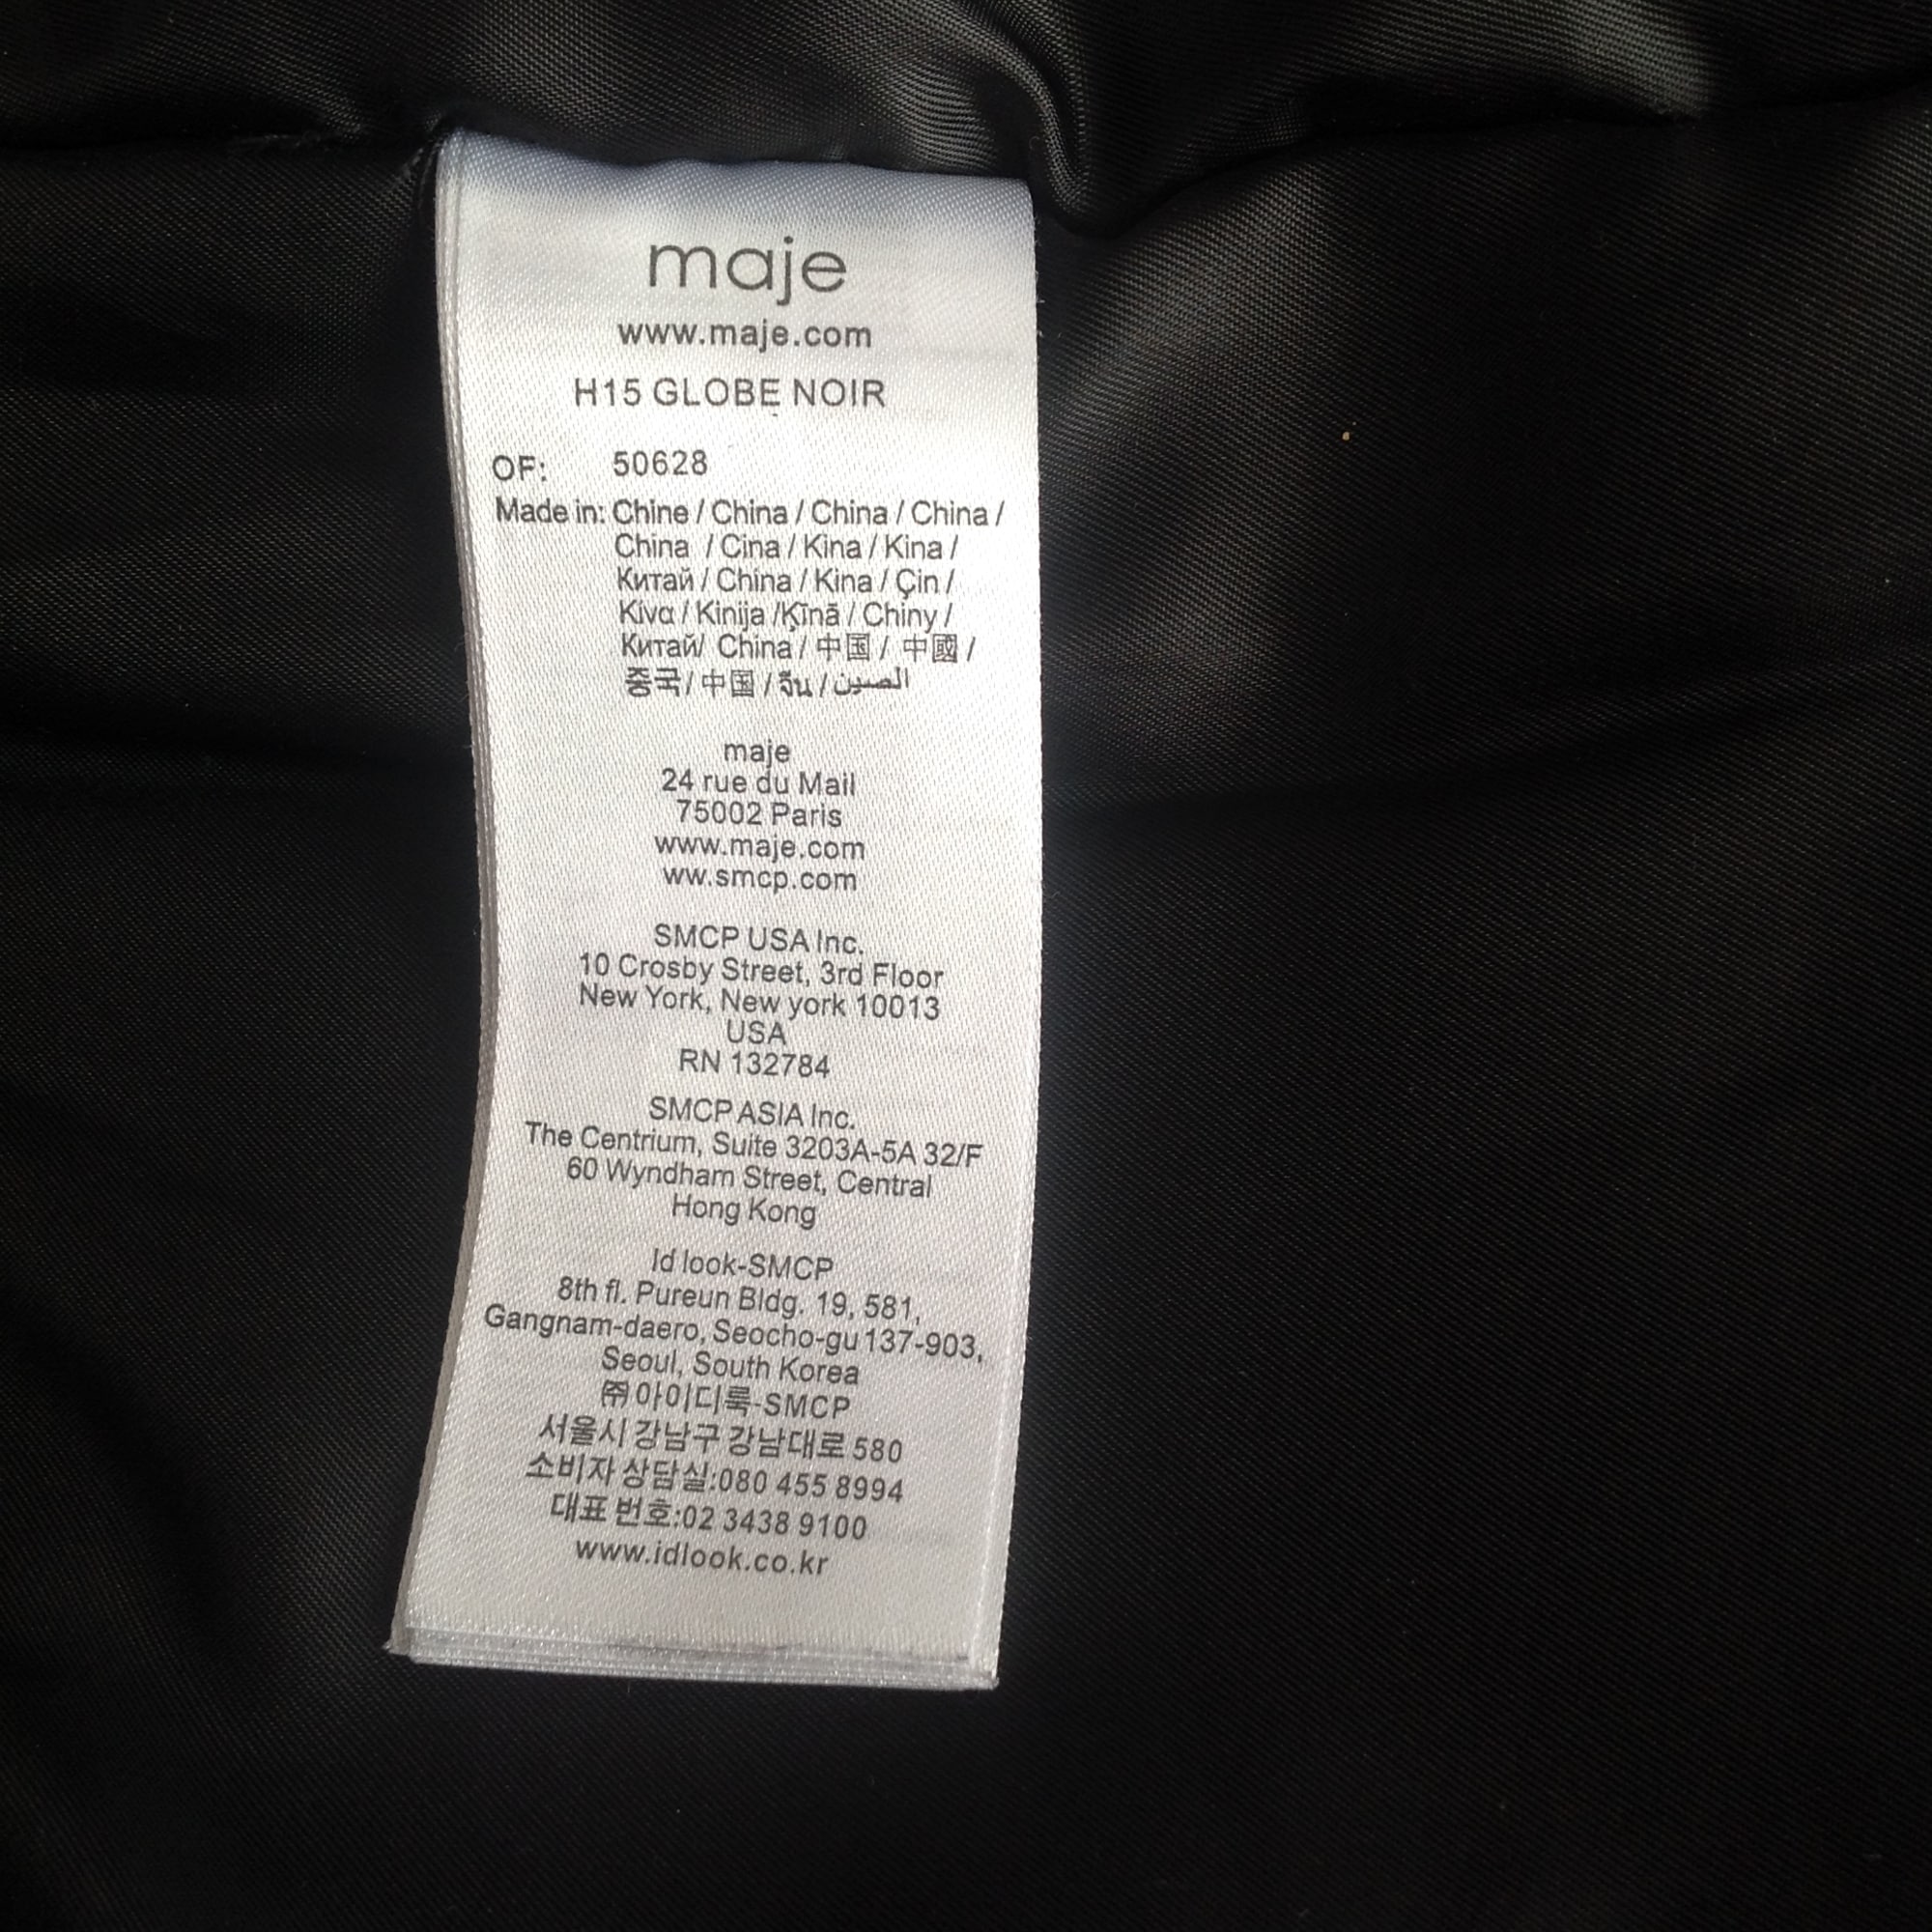 maje
www.maje.com
H15 GLOBE NOIR
OF: 50628
Made in: Chine / China / China / China /
China / Cina / Kina / Kina /
Китай / China / Kina / Çin /
Κίνα / Kinija /Ķīnā / Chiny /
Китай/ China / 中国 / 中國 /
중국 / 中国 / จีน / الصين
maje
24 rue du Mail
75002 Paris
www.maje.com
ww.smcp.com
SMCP USA Inc.
10 Crosby Street, 3rd Floor
New York, New york 10013
USA
RN 132784
SMCP ASIA Inc.
The Centrium, Suite 3203A-5A 32/F
60 Wyndham Street, Central
Hong Kong
Id look-SMCP
8th fl. Pureun Bldg. 19, 581,
Gangnam-daero, Seocho-gu 137-903,
Seoul, South Korea
㈜아이디룩-SMCP
서울시 강남구 강남대로 580
소비자 상담실:080 455 8994
대표 번호:02 3438 9100
www.idlook.co.kr